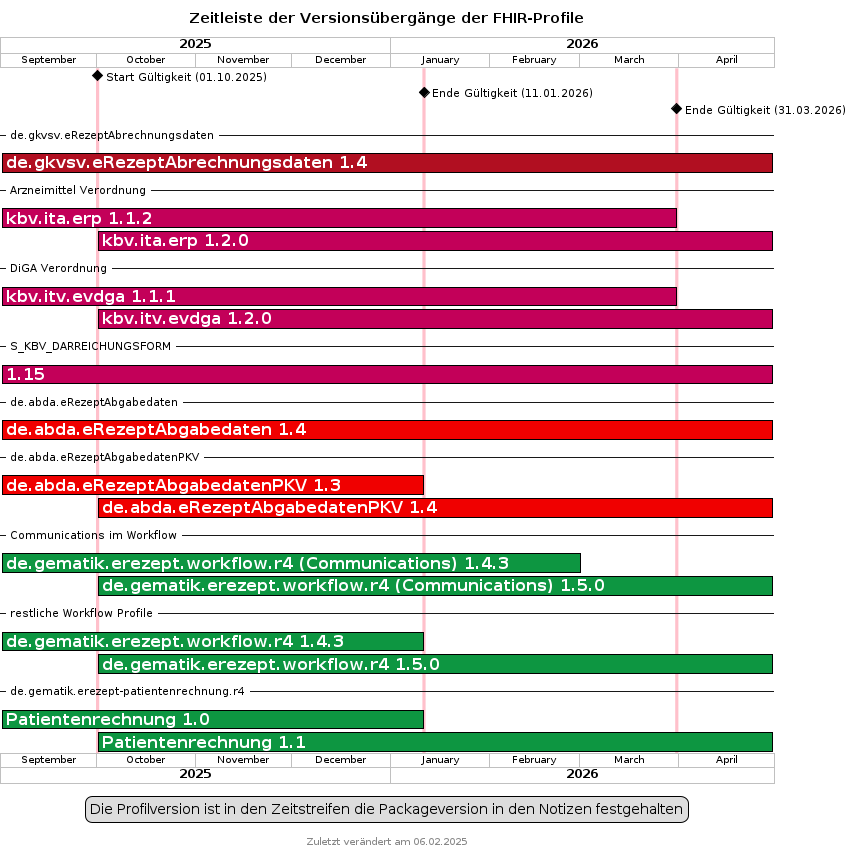 Zeitleiste der Versionsübergänge der FHIR-Profile
2025 2026
September October November December January February March April
Start Gültigkeit (01.10.2025)
Ende Gültigkeit (11.01.2026)
Ende Gültigkeit (31.03.2026)
de.gkvsv.eRezeptAbrechnungsdaten
de.gkvsv.eRezeptAbrechnungsdaten 1.4
Arzneimittel Verordnung
kbv.ita.erp 1.1.2
kbv.ita.erp 1.2.0
DiGA Verordnung
kbv.itv.evdga 1.1.1
kbv.itv.evdga 1.2.0
S_KBV_DARREICHUNGSFORM
1.15
de.abda.eRezeptAbgabedaten
de.abda.eRezeptAbgabedaten 1.4
de.abda.eRezeptAbgabedatenPKV
de.abda.eRezeptAbgabedatenPKV 1.3
de.abda.eRezeptAbgabedatenPKV 1.4
Communications im Workflow
de.gematik.erezept.workflow.r4 (Communications) 1.4.3
de.gematik.erezept.workflow.r4 (Communications) 1.5.0
restliche Workflow Profile
de.gematik.erezept.workflow.r4 1.4.3
de.gematik.erezept.workflow.r4 1.5.0
de.gematik.erezept-patientenrechnung.r4
Patientenrechnung 1.0
Patientenrechnung 1.1
September October November December January February March April
2025 2026
Die Profilversion ist in den Zeitstreifen die Packageversion in den Notizen festgehalten
Zuletzt verändert am 06.02.2025